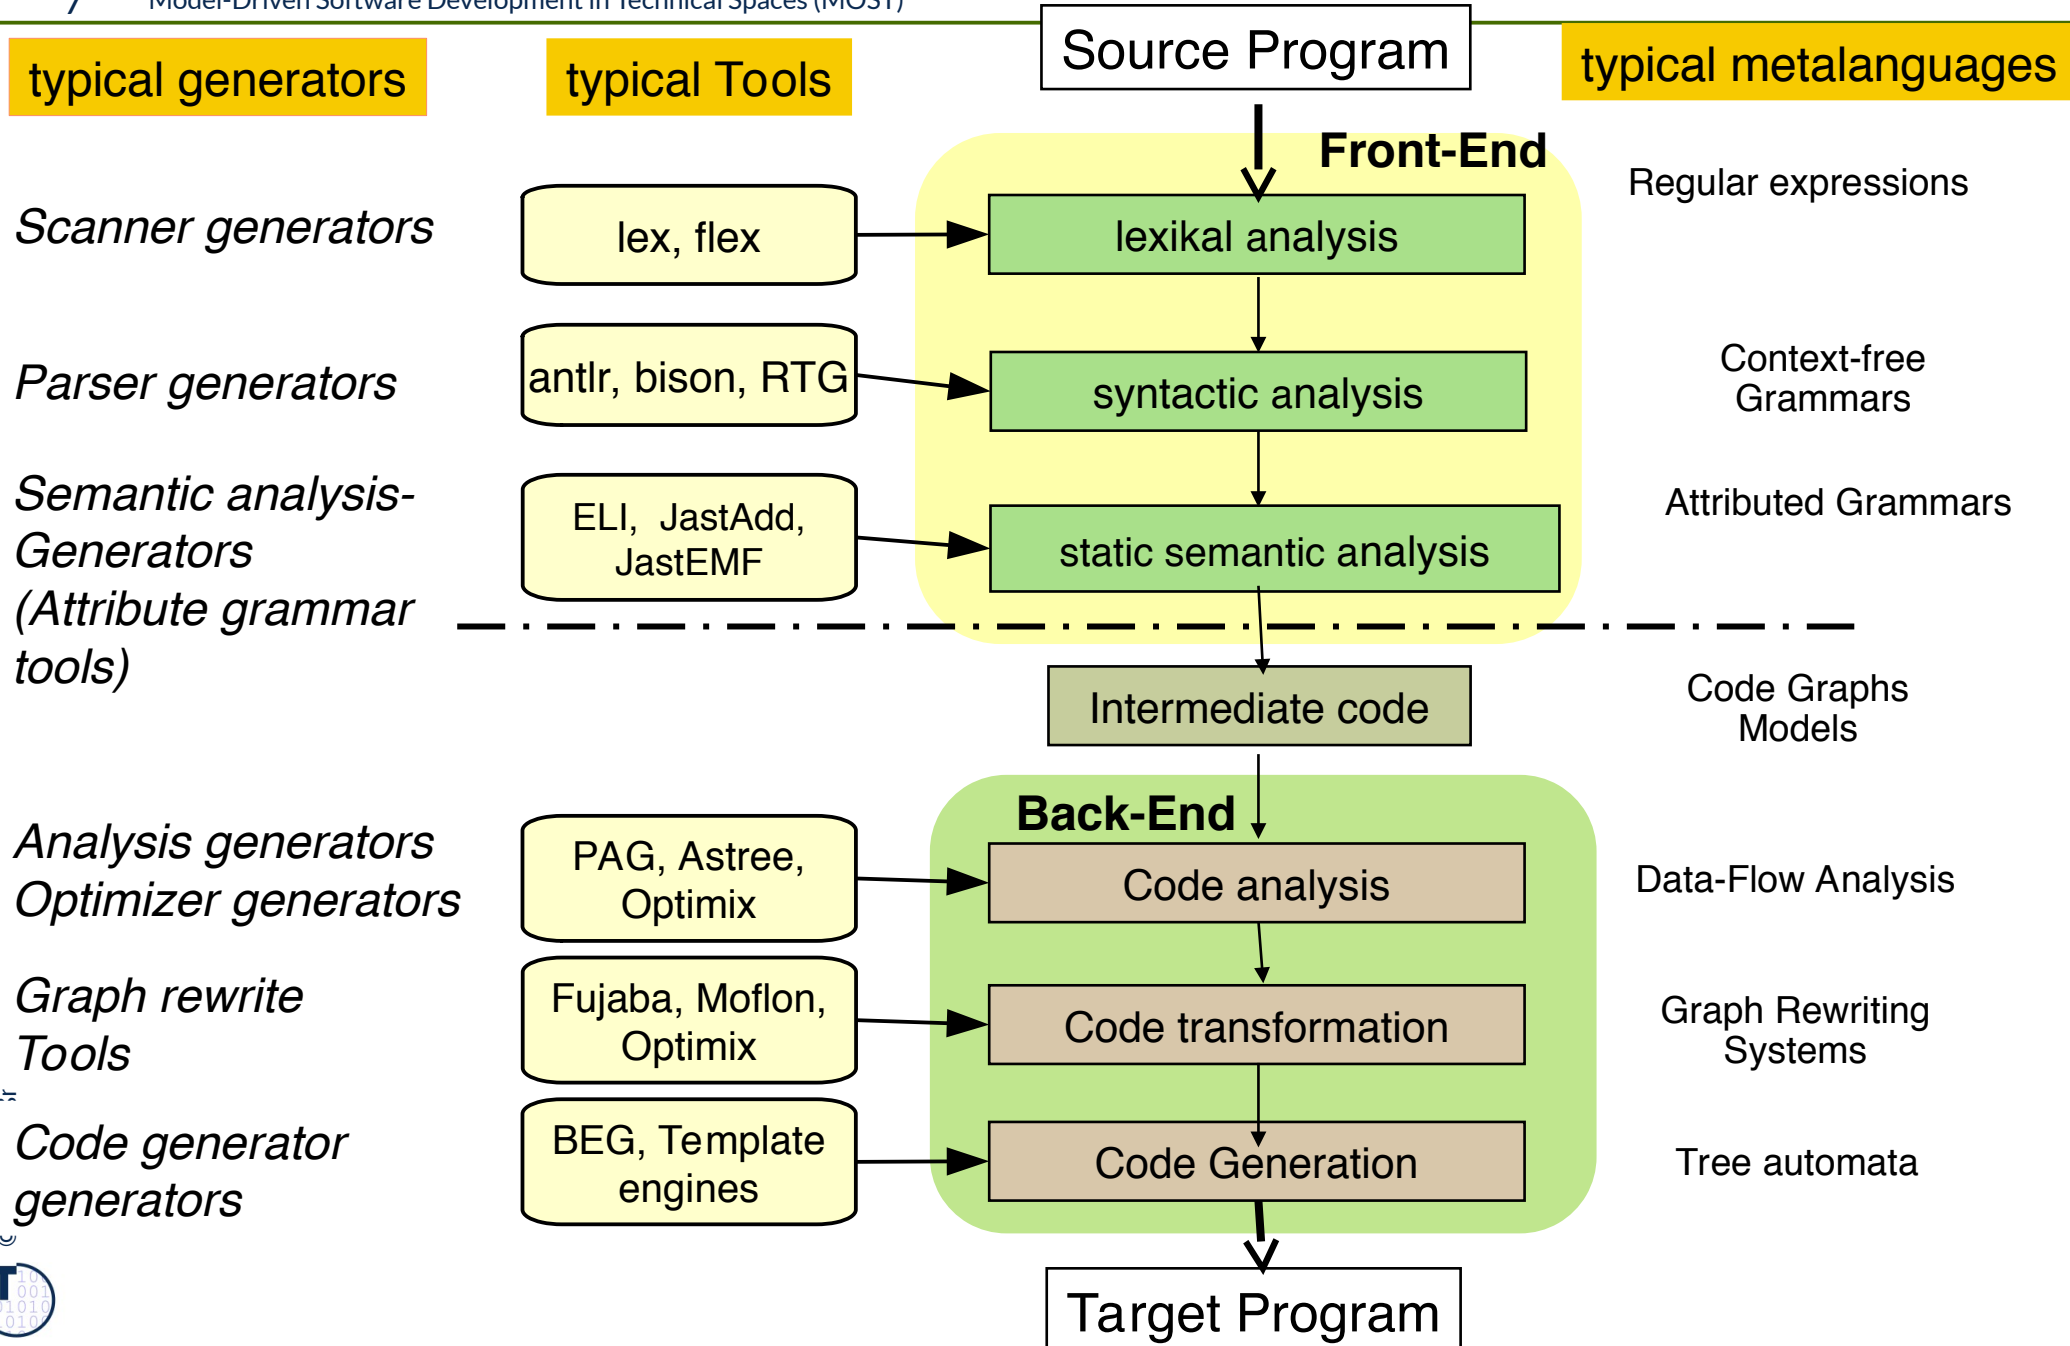 7
Model-Driven Software Development in Technical Spaces (MOST)
typical generators
typical Tools
Source Program
typical metalanguages
Front-End
Scanner generators
lex, flex
lexikal analysis
Regular expressions
Parser generators
antlr, bison, RTG
syntactic analysis
Context-free
Grammars
Semantic analysis-
Generators
(Attribute grammar
tools)
ELI, JastAdd,
JastEMF
static semantic analysis
Attributed Grammars
Intermediate code
Code Graphs
Models
Back-End
Analysis generators
Optimizer generators
PAG, Astree,
Optimix
Code analysis
Data-Flow Analysis
Graph rewrite
Tools
Fujaba, Moflon,
Optimix
Code transformation
Graph Rewriting
Systems
Code generator
generators
BEG, Template
engines
Code Generation
Tree automata
©
Target Program